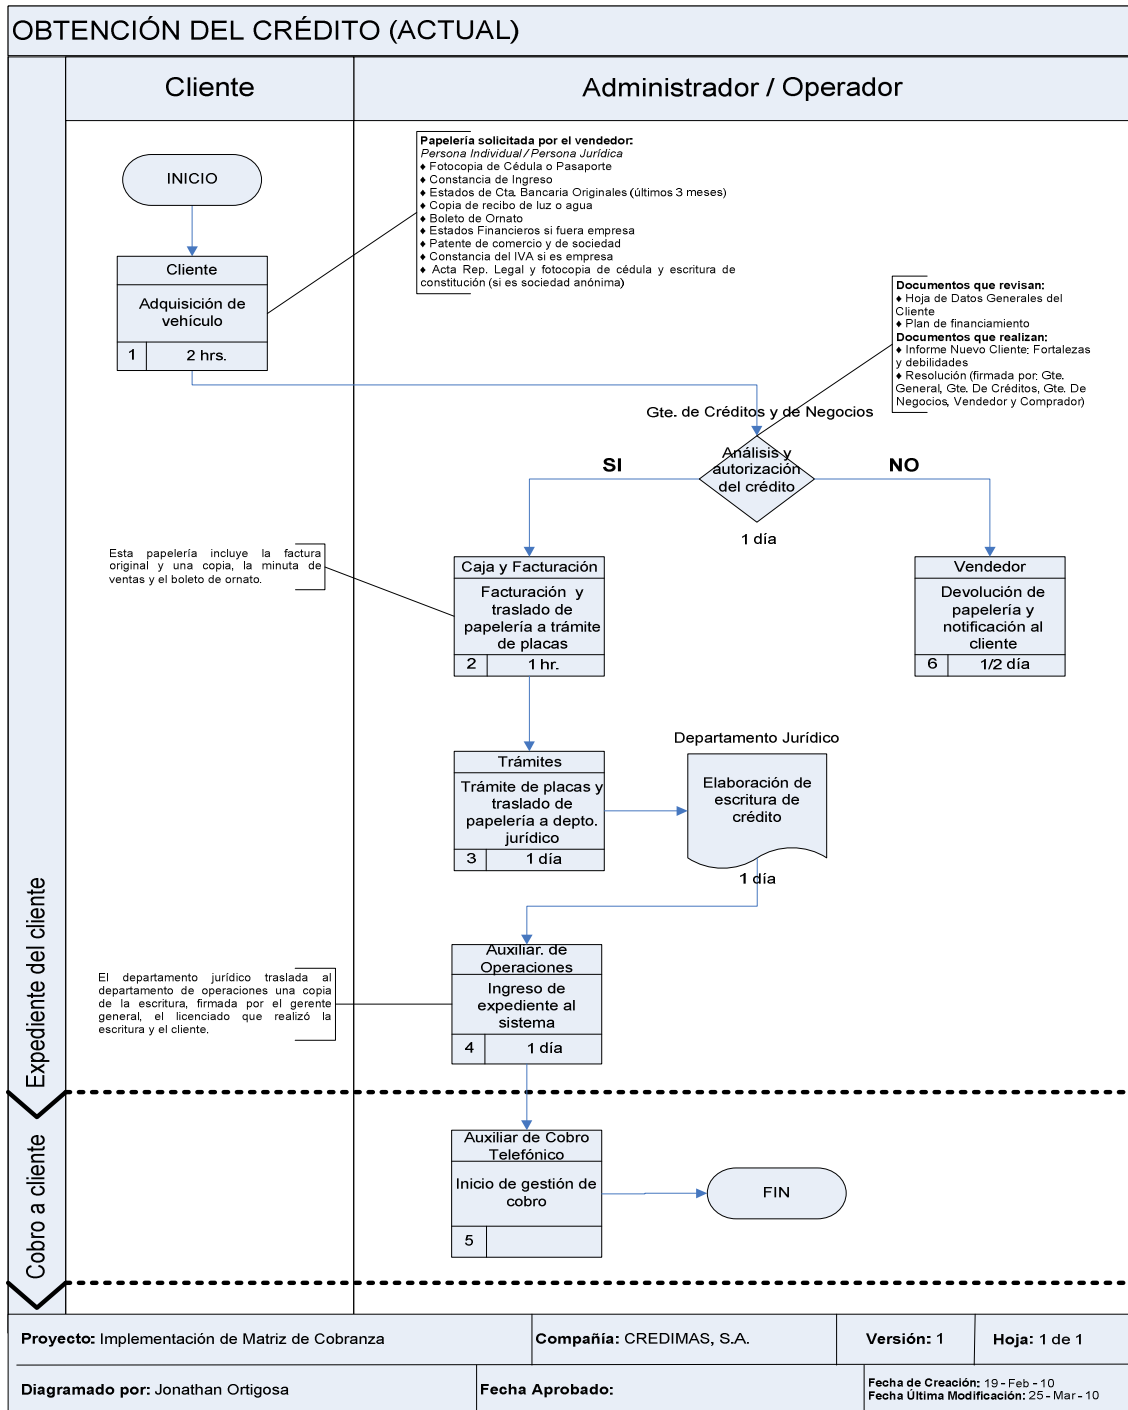 OBTENCIÓN DEL CRÉDITO (ACTUAL)
Cliente
Administrador / Operador
Papelería solicitada por el vendedor:
Persona Individual / Persona Jurídica
♦ Fotocopia de Cédula o Pasaporte
♦ Constancia de Ingreso
♦ Estados de Cta. Bancaria Originales (últimos 3 meses)
♦ Copia de recibo de luz o agua
♦ Boleto de Ornato
♦ Estados Financieros si fuera empresa
♦ Patente de comercio y de sociedad
♦ Constancia del IVA si es empresa
♦ Acta Rep. Legal y fotocopia de cédula y escritura de
constitución (si es sociedad anónima)
INICIO
Cliente
Adquisición de
vehículo
1
2 hrs.
Documentos que revisan:
♦ Hoja de Datos Generales del
Cliente
♦ Plan de financiamiento
Documentos que realizan:
♦ Informe Nuevo Cliente: Fortalezas
y debilidades
♦ Resolución (firmada por: Gte.
General, Gte. De Créditos, Gte. De
Negocios, Vendedor y Comprador)
Gte. de Créditos y de Negocios
Análisis y
autorización
del crédito
SI
NO
1 día
Esta papelería incluye la factura
original y una copia, la minuta de
ventas y el boleto de ornato.
Caja y Facturación
Facturación y
traslado de
papelería a trámite
de placas
2
1 hr.
Vendedor
Devolución de
papelería y
notificación al
cliente
6
1/2 día
Trámites
Trámite de placas y
traslado de
papelería a depto.
jurídico
3
1 día
Departamento Jurídico
Elaboración de
escritura de
crédito
1 día
Expediente del cliente
El departamento jurídico traslada al
departamento de operaciones una copia
de la escritura, firmada por el gerente
general, el licenciado que realizó la
escritura y el cliente.
Auxiliar. de
Operaciones
Ingreso de
expediente al
sistema
4
1 día
Cobro a cliente
Auxiliar de Cobro
Telefónico
Inicio de gestión de
cobro
5
FIN
Proyecto: Implementación de Matriz de Cobranza
Compañía: CREDIMAS, S.A.
Versión: 1
Hoja: 1 de 1
Diagramado por: Jonathan Ortigosa
Fecha Aprobado:
Fecha de Creación: 19 - Feb - 10
Fecha Última Modificación: 25 - Mar - 10